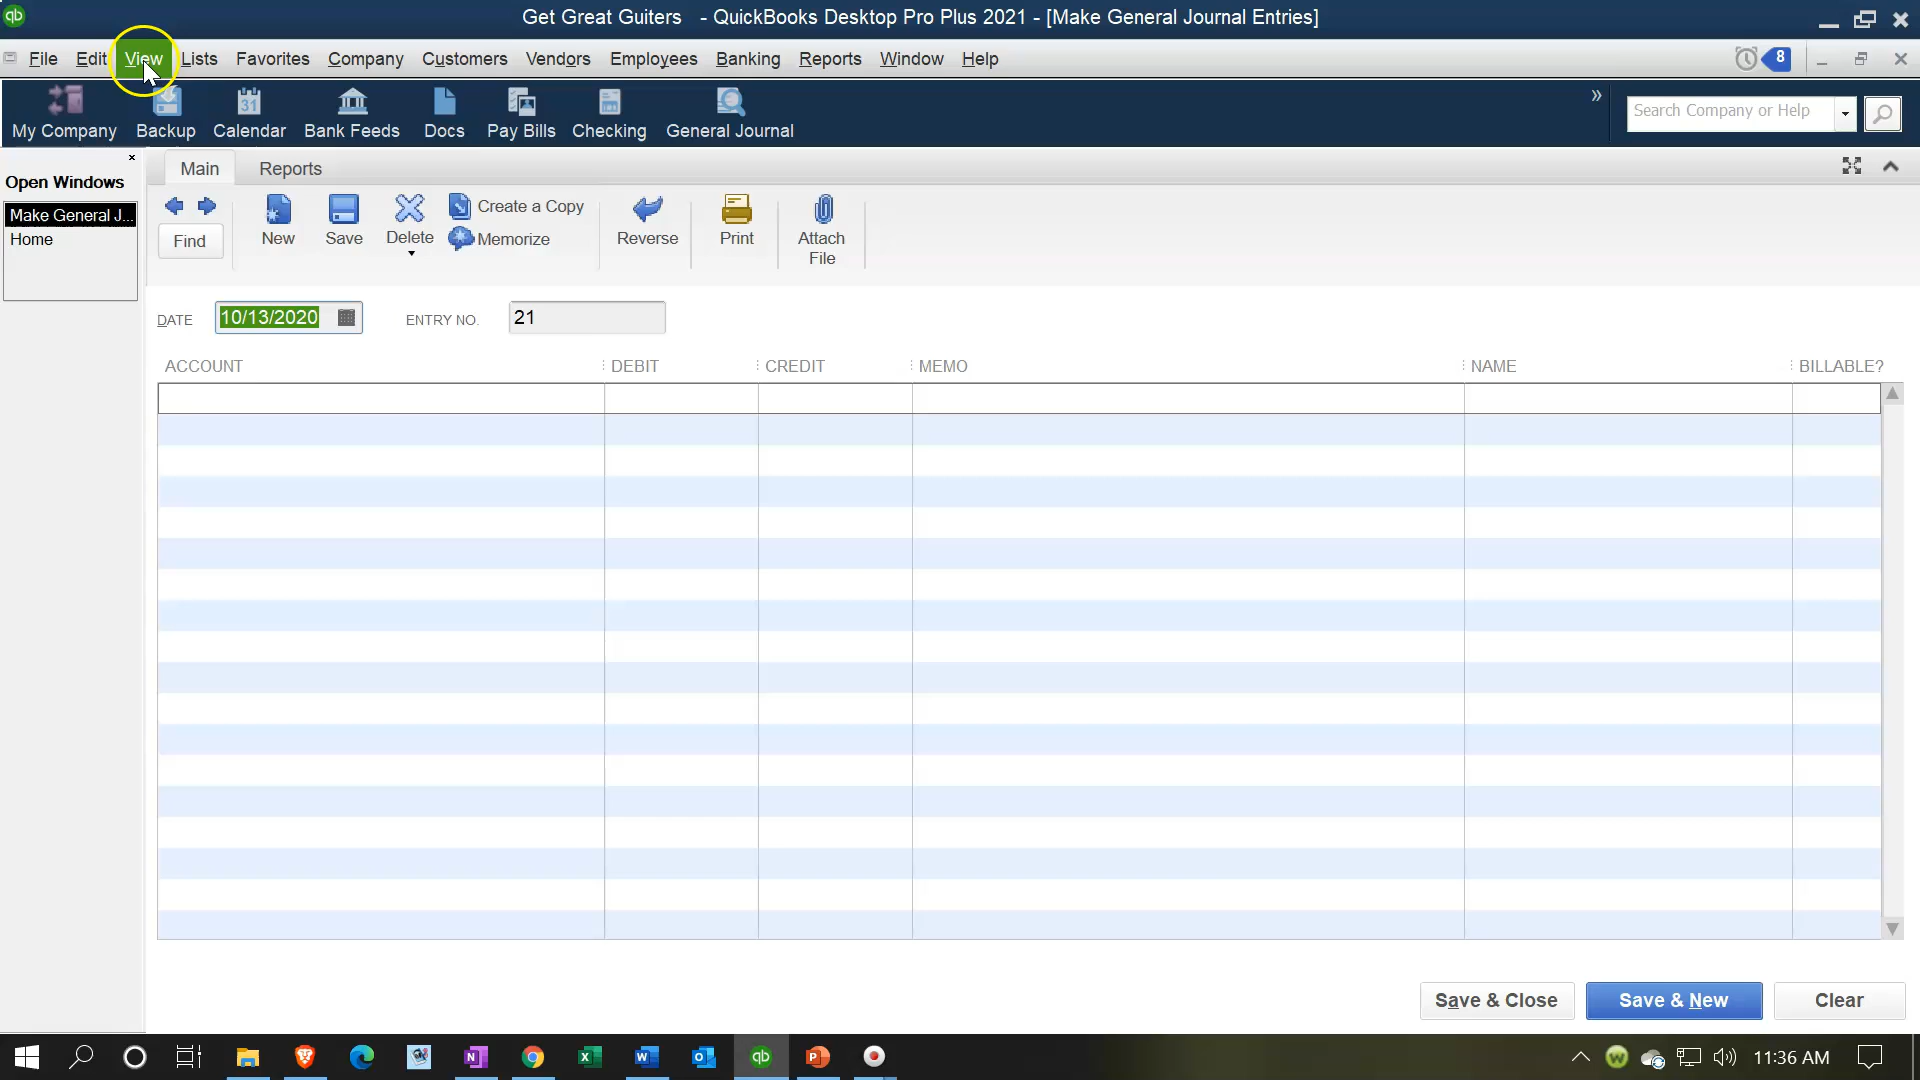 qb Get Great Guiters - QuickBooks Desktop Pro Plus 2021 - [Make General Journal Entries]
File Edit View Lists Favorites Company Customers Vendors Employees Banking Reports Window Help 8
My Company Backup 31 Calendar Bank Feeds Docs Pay Bills Checking General Journal » Search Company or Help
Main Reports
Open Windows
Make General J...
Home
Find New Save Delete Create a Copy
Memorize
Reverse Print Attach
File
DATE 10/13/2020 ENTRY NO. 21
ACCOUNT DEBIT CREDIT MEMO NAME BILLABLE?
Save & Close Save & New Clear
11:36 AM